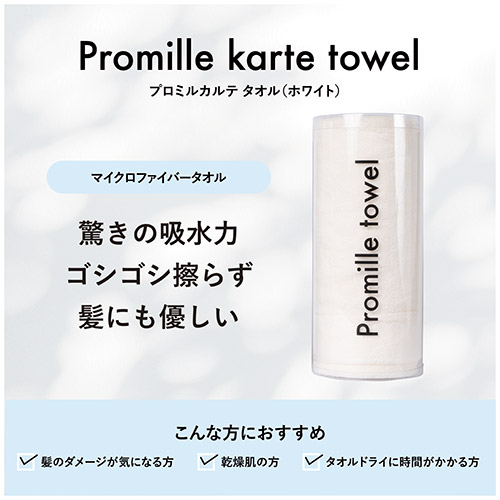 Promille karte towel
プロミルカルテ タオル（ホワイト）
マイクロファイバータオル
驚きの吸水力
ゴシゴシ擦らず
髪にも優しい
Promille towel
こんな方におすすめ
髪のダメージが気になる方 乾燥肌の方 タオルドライに時間がかかる方